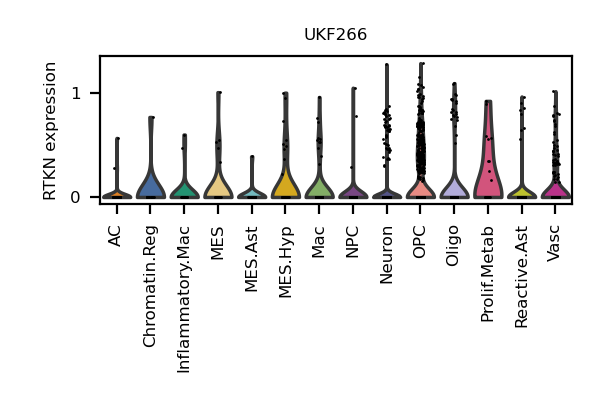 UKF266
RTKN expression
1
0
AC
Chromatin.Reg
Inflammatory.Mac
MES
MES.Ast
MES.Hyp
Mac
NPC
Neuron
OPC
Oligo
Prolif.Metab
Reactive.Ast
Vasc